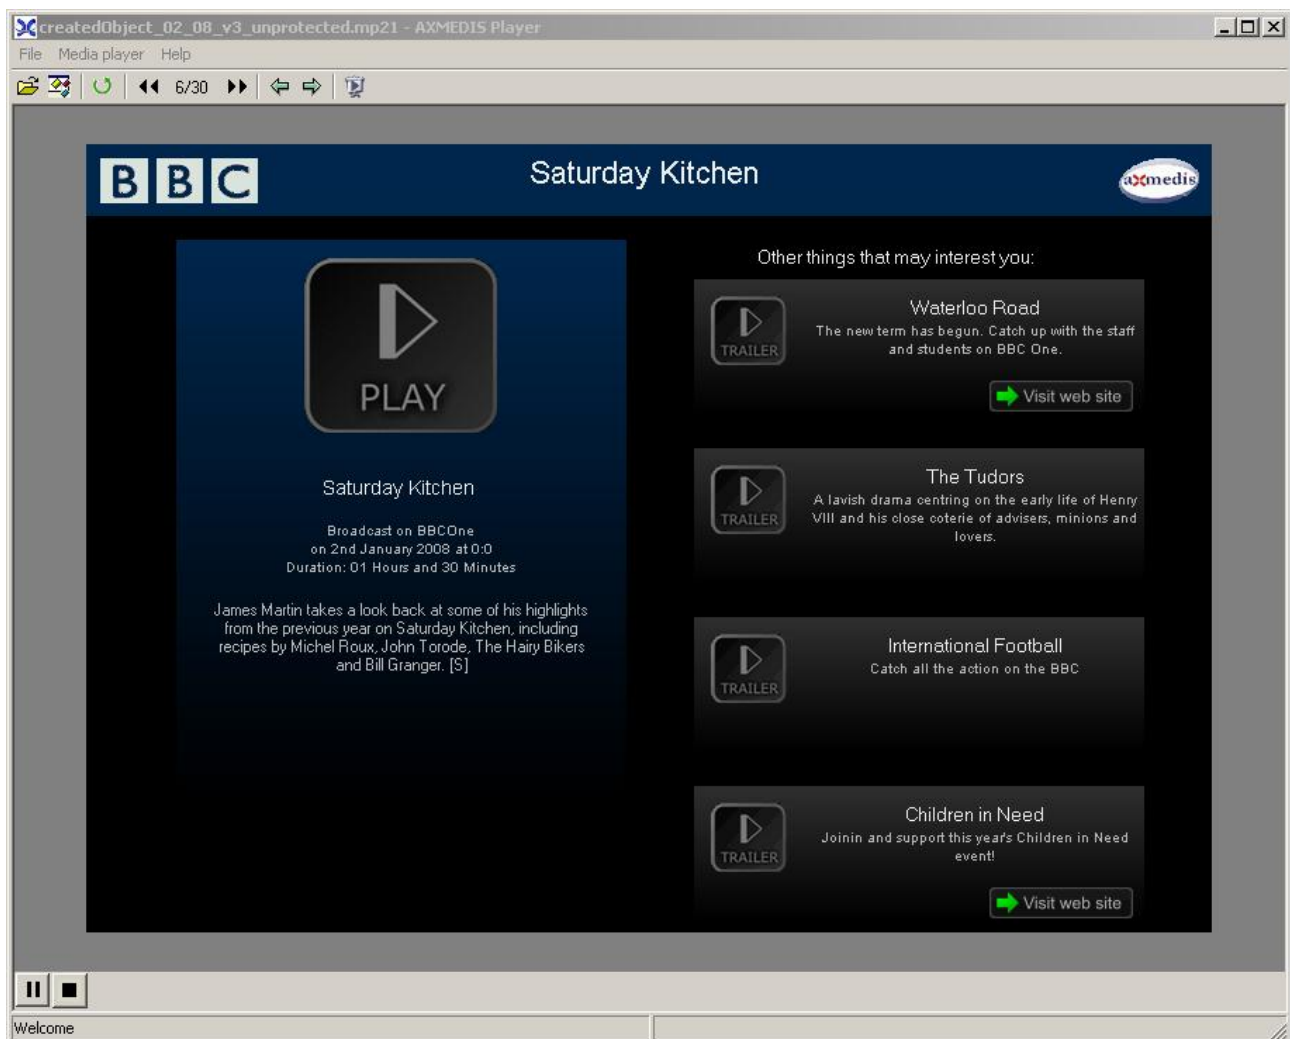 createdObject_02_08_v3_unprotected.mp21 - AXMEDIS Player
File Media player Help
6/30
BBC
Saturday Kitchen
axmedis
PLAY
Saturday Kitchen
Broadcast on BBCOne
on 2nd January 2008 at 0:0
Duration: 01 Hours and 30 Minutes
James Martin takes a look back at some of his highlights
from the previous year on Saturday Kitchen, including
recipes by Michel Roux, John Torode, The Hairy Bikers
and Bill Granger. [S]
Other things that may interest you:
TRAILER
Waterloo Road
The new term has begun. Catch up with the staff
and students on BBC One.
Visit web site
TRAILER
The Tudors
A lavish drama centring on the early life of Henry
VIII and his close coterie of advisers, minions and
lovers.
TRAILER
International Football
Catch all the action on the BBC
TRAILER
Children in Need
Joinin and support this year's Children in Need
event!
Visit web site
Welcome